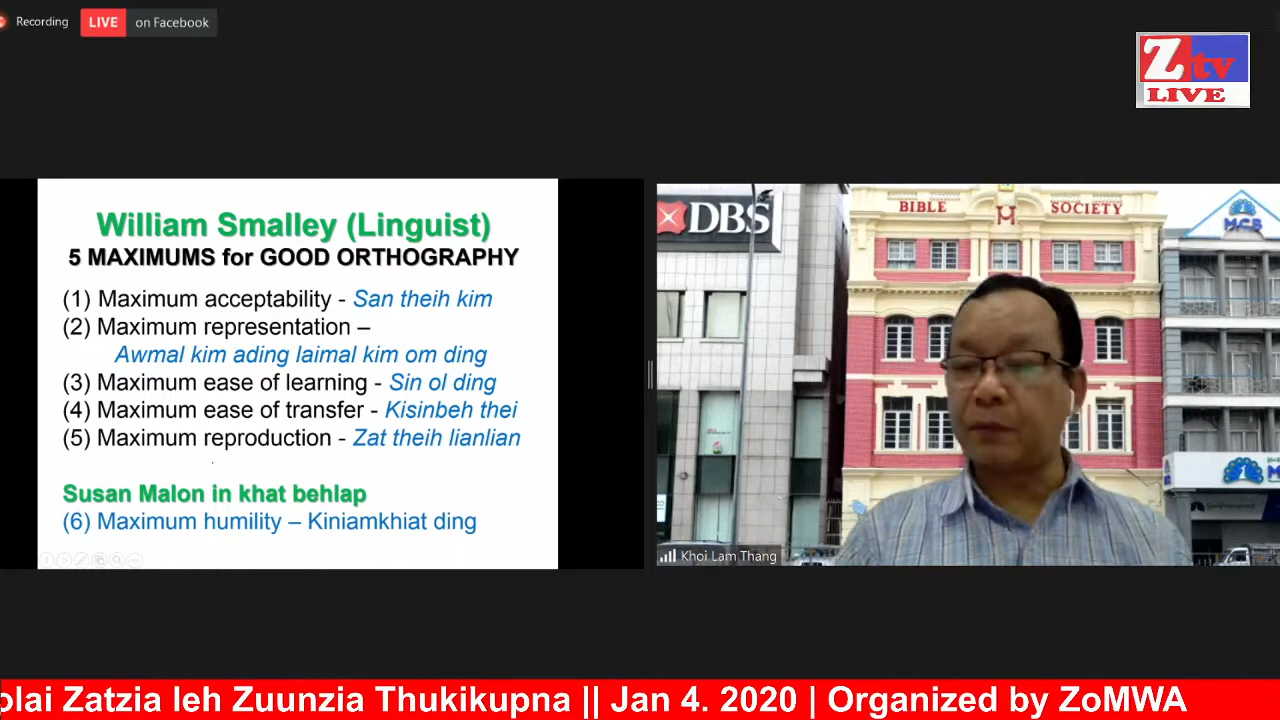 Recording
LIVE
on Facebook
Z tv
LIVE
William Smalley (Linguist)
5 MAXIMUMS for GOOD ORTHOGRAPHY
(1) Maximum acceptability - San theih kim
(2) Maximum representation –
Awmal kim ading laimal kim om ding
(3) Maximum ease of learning - Sin ol ding
(4) Maximum ease of transfer - Kisinbeh thei
(5) Maximum reproduction - Zat theih lianlian
Susan Malon in khat behlap
(6) Maximum humility – Kiniamkhiat ding
DBS
BIBLE
SOCIETY
MCB
Khoi Lam Thang
olai Zatzia leh Zuunzia Thukikupna || Jan 4. 2020 | Organized by ZoMWA